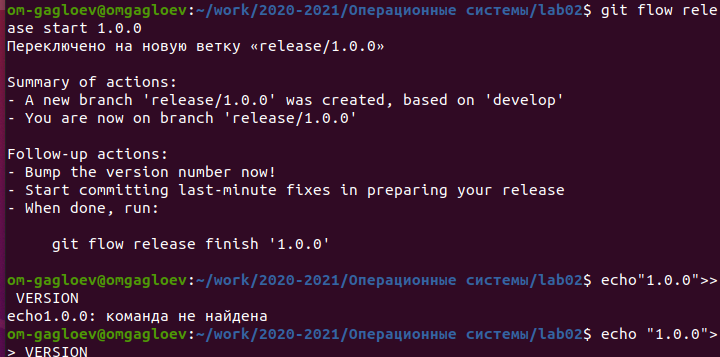 om-gagloev@omgagloev:~/work/2020-2021/Операционные системы/lab02$ git flow rele
ase start 1.0.0
Переключено на новую ветку «release/1.0.0»

Summary of actions:
- A new branch 'release/1.0.0' was created, based on 'develop'
- You are now on branch 'release/1.0.0'

Follow-up actions:
- Bump the version number now!
- Start committing last-minute fixes in preparing your release
- When done, run:

     git flow release finish '1.0.0'

om-gagloev@omgagloev:~/work/2020-2021/Операционные системы/lab02$ echo"1.0.0">>
 VERSION
echo1.0.0: команда не найдена
om-gagloev@omgagloev:~/work/2020-2021/Операционные системы/lab02$ echo "1.0.0">
> VERSION